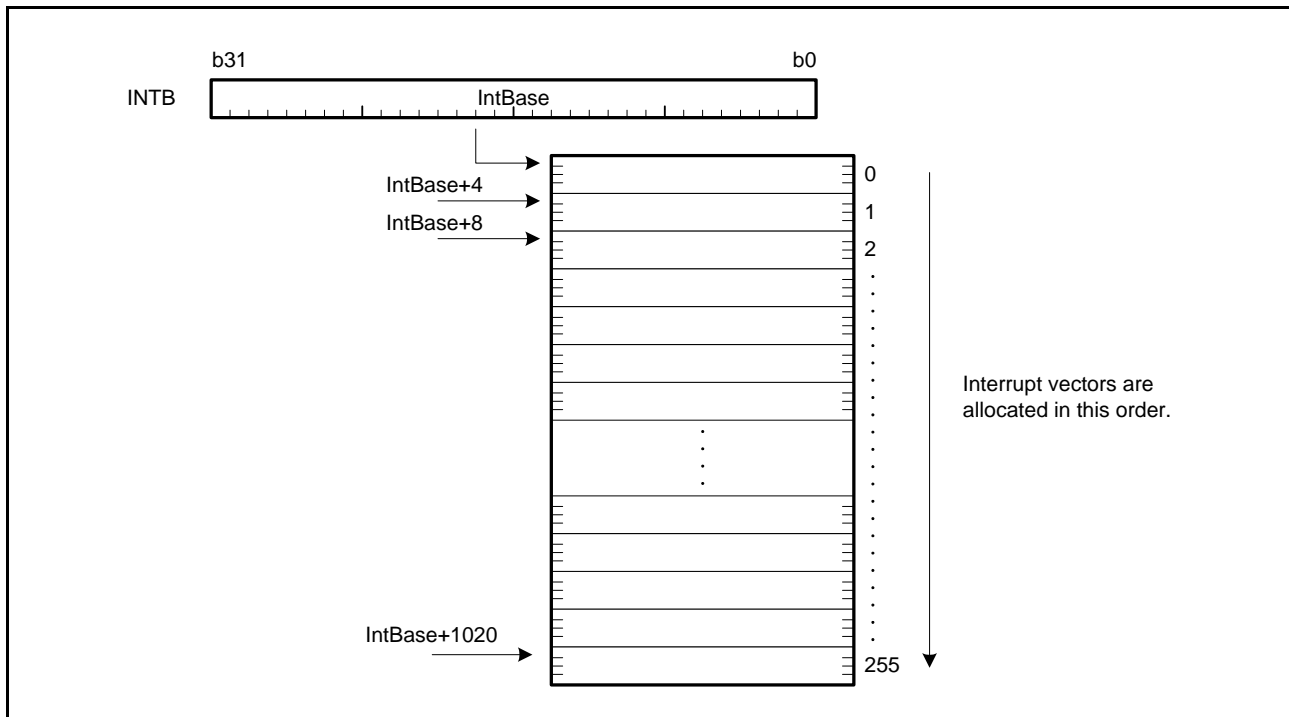 b31 b0
INTB IntBase
0
IntBase+4
1
IntBase+8
2
Interrupt vectors are
allocated in this order.
IntBase+1020
255